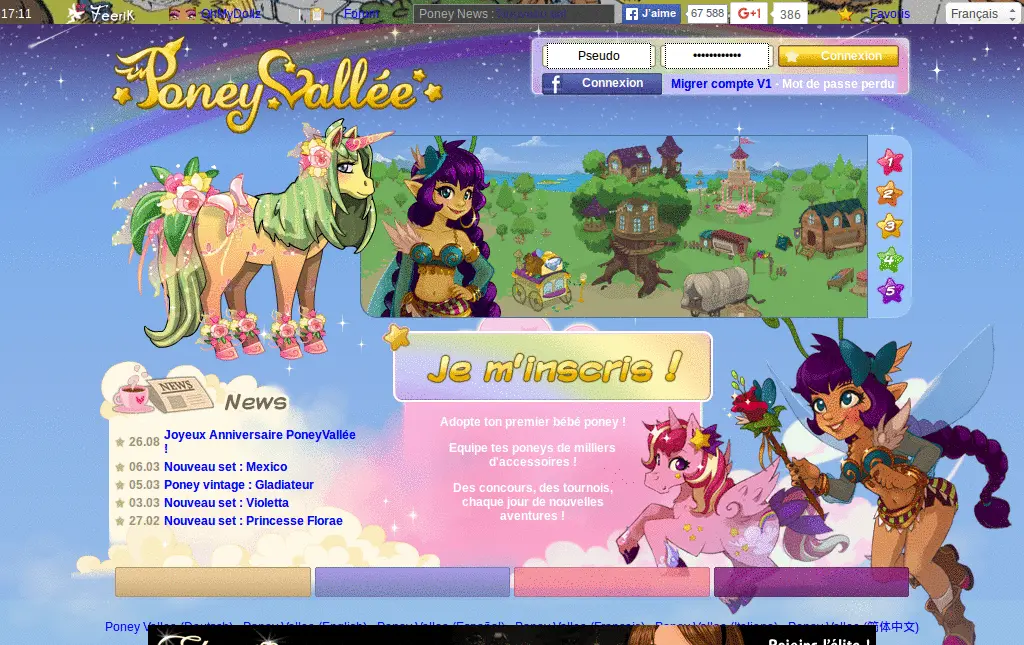 17:11
FeerIK
OhMyDollz
Forum
Poney News :
J'aime
67 588
G+1
386
Favoris
Français
PoneyVallée
Pseudo
••••••••••••
Connexion
Connexion
Migrer compte V1 - Mot de passe perdu
1
2
3
4
5
Je m'inscris !
NEWS
News
26.08 Joyeux Anniversaire PoneyVallée
!
06.03 Nouveau set : Mexico
05.03 Poney vintage : Gladiateur
03.03 Nouveau set : Violetta
27.02 Nouveau set : Princesse Florae
Adopte ton premier bébé poney !
Equipe tes poneys de milliers
d'accessoires !
Des concours, des tournois,
chaque jour de nouvelles
aventures !
Poney Vallee (Deutsch) - Poney Vallee (English) - Poney Vallee (Español) - Poney Vallee (Français) - Poney Vallee (Italiano) - Poney Vallee (简体中文)
Rejoins l'élite !